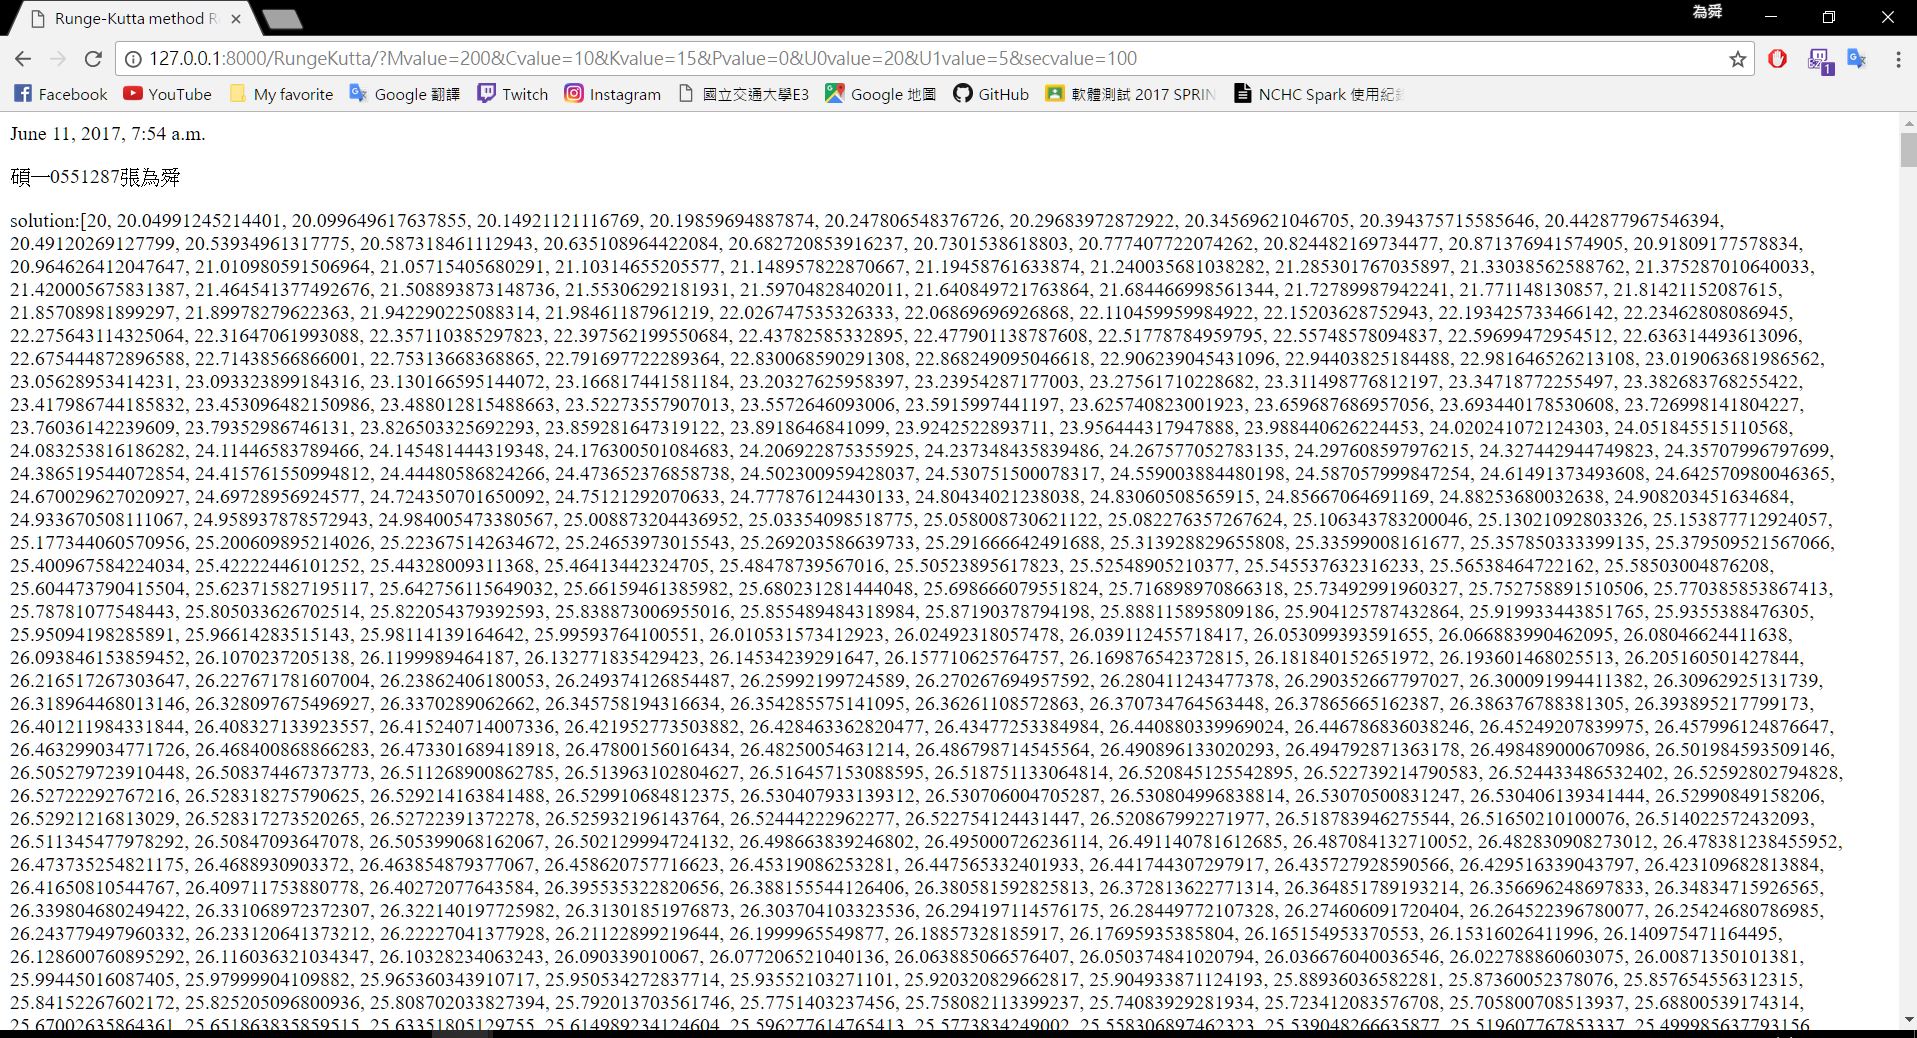 Runge-Kutta method R
為舜
127.0.0.1:8000/RungeKutta/?Mvalue=200&Cvalue=10&Kvalue=15&Pvalue=0&U0value=20&U1value=5&secvalue=100
1
Facebook YouTube My favorite Google 翻譯 Twitch Instagram 國立交通大學E3 Google 地圖 GitHub 軟體測試 2017 SPRIN NCHC Spark 使用紀
June 11, 2017, 7:54 a.m.
碩一0551287張為舜
solution:[20, 20.04991245214401, 20.099649617637855, 20.14921121116769, 20.19859694887874, 20.247806548376726, 20.29683972872922, 20.34569621046705, 20.394375715585646, 20.442877967546394,
20.49120269127799, 20.53934961317775, 20.587318461112943, 20.635108964422084, 20.682720853916237, 20.7301538618803, 20.777407722074262, 20.824482169734477, 20.871376941574905, 20.91809177578834,
20.964626412047647, 21.010980591506964, 21.05715405680291, 21.10314655205577, 21.148957822870667, 21.19458761633874, 21.240035681038282, 21.285301767035897, 21.33038562588762, 21.375287010640033,
21.420005675831387, 21.464541377492676, 21.508893873148736, 21.55306292181931, 21.59704828402011, 21.640849721763864, 21.684466998561344, 21.72789987942241, 21.771148130857, 21.81421152087615,
21.85708981899297, 21.89978279622363, 21.942290225088314, 21.98461187961219, 22.026747535326333, 22.06869696926868, 22.110459959984922, 22.15203628752943, 22.193425733466142, 22.23462808086945,
22.275643114325064, 22.31647061993088, 22.357110385297823, 22.397562199550684, 22.43782585332895, 22.477901138787608, 22.51778784959795, 22.55748578094837, 22.59699472954512, 22.636314493613096,
22.675444872896588, 22.71438566866001, 22.75313668368865, 22.791697722289364, 22.830068590291308, 22.868249095046618, 22.906239045431096, 22.94403825184488, 22.981646526213108, 23.019063681986562,
23.05628953414231, 23.093323899184316, 23.130166595144072, 23.166817441581184, 23.20327625958397, 23.23954287177003, 23.27561710228682, 23.311498776812197, 23.34718772255497, 23.382683768255422,
23.417986744185832, 23.453096482150986, 23.488012815488663, 23.52273557907013, 23.5572646093006, 23.5915997441197, 23.625740823001923, 23.659687686957056, 23.693440178530608, 23.726998141804227,
23.76036142239609, 23.79352986746131, 23.826503325692293, 23.859281647319122, 23.8918646841099, 23.9242522893711, 23.956444317947888, 23.988440626224453, 24.020241072124303, 24.051845515110568,
24.083253816186282, 24.11446583789466, 24.145481444319348, 24.176300501084683, 24.206922875355925, 24.237348435839486, 24.267577052783135, 24.297608597976215, 24.327442944749823, 24.35707996797699,
24.386519544072854, 24.415761550994812, 24.44480586824266, 24.473652376858738, 24.502300959428037, 24.530751500078317, 24.559003884480198, 24.587057999847254, 24.61491373493608, 24.642570980046365,
24.670029627020927, 24.69728956924577, 24.724350701650092, 24.75121292070633, 24.777876124430133, 24.80434021238038, 24.83060508565915, 24.85667064691169, 24.88253680032638, 24.908203451634684,
24.933670508111067, 24.958937878572943, 24.984005473380567, 25.008873204436952, 25.03354098518775, 25.058008730621122, 25.082276357267624, 25.106343783200046, 25.13021092803326, 25.153877712924057,
25.177344060570956, 25.200609895214026, 25.223675142634672, 25.24653973015543, 25.269203586639733, 25.291666642491688, 25.313928829655808, 25.33599008161677, 25.357850333399135, 25.379509521567066,
25.400967584224034, 25.42222446101252, 25.44328009311368, 25.46413442324705, 25.48478739567016, 25.50523895617823, 25.52548905210377, 25.545537632316233, 25.56538464722162, 25.58503004876208,
25.604473790415504, 25.623715827195117, 25.642756115649032, 25.66159461385982, 25.680231281444048, 25.698666079551824, 25.716898970866318, 25.73492991960327, 25.752758891510506, 25.770385853867413,
25.78781077548443, 25.805033626702514, 25.822054379392593, 25.838873006955016, 25.855489484318984, 25.87190378794198, 25.888115895809186, 25.904125787432864, 25.919933443851765, 25.9355388476305,
25.95094198285891, 25.96614283515143, 25.98114139164642, 25.99593764100551, 26.010531573412923, 26.02492318057478, 26.039112455718417, 26.053099393591655, 26.066883990462095, 26.08046624411638,
26.093846153859452, 26.1070237205138, 26.1199989464187, 26.132771835429423, 26.14534239291647, 26.157710625764757, 26.169876542372815, 26.181840152651972, 26.193601468025513, 26.205160501427844,
26.216517267303647, 26.227671781607004, 26.23862406180053, 26.249374126854487, 26.25992199724589, 26.270267694957592, 26.280411243477378, 26.290352667797027, 26.300091994411382, 26.30962925131739,
26.318964468013146, 26.328097675496927, 26.3370289062662, 26.345758194316634, 26.354285575141095, 26.36261108572863, 26.370734764563448, 26.37865665162387, 26.386376788381305, 26.393895217799173,
26.401211984331844, 26.408327133923557, 26.415240714007336, 26.421952773503882, 26.428463362820477, 26.43477253384984, 26.440880339969024, 26.446786836038246, 26.45249207839975, 26.457996124876647,
26.463299034771726, 26.468400868866283, 26.473301689418918, 26.47800156016434, 26.48250054631214, 26.486798714545564, 26.490896133020293, 26.494792871363178, 26.498489000670986, 26.501984593509146,
26.505279723910448, 26.508374467373773, 26.511268900862785, 26.513963102804627, 26.516457153088595, 26.518751133064814, 26.520845125542895, 26.522739214790583, 26.524433486532402, 26.52592802794828,
26.52722292767216, 26.528318275790625, 26.529214163841488, 26.529910684812375, 26.530407933139312, 26.530706004705287, 26.530804996838814, 26.53070500831247, 26.530406139341444, 26.52990849158206,
26.52921216813029, 26.528317273520265, 26.52722391372278, 26.525932196143764, 26.52444222962277, 26.522754124431447, 26.520867992271977, 26.518783946275544, 26.51650210100076, 26.514022572432093,
26.51134547797829, 26.50847093647078, 26.505399068162067, 26.502129994724132, 26.498663839246802, 26.495000726236114, 26.491140781612685, 26.487084132710052, 26.482830908273012, 26.478381238455952,
26.473735254821175, 26.4688930903372, 26.463854879377067, 26.458620757716623, 26.45319086253281, 26.447565332401933, 26.441744307297917, 26.435727928590566, 26.429516339043797, 26.423109682813884,
26.41650810544767, 26.409711753880778, 26.40272077643584, 26.395535322820656, 26.388155544126406, 26.380581592825813, 26.372813622771314, 26.364851789193214, 26.356696248697833, 26.34834715926565,
26.339804680249422, 26.331068972372307, 26.322140197725982, 26.31301851976873, 26.303704103323536, 26.294197114576175, 26.28449772107328, 26.274606091720404, 26.264522396780077, 26.25424680786985,
26.243779497960332, 26.233120641373212, 26.22227041377928, 26.21122899219644, 26.1999965549877, 26.18857328185917, 26.17695935385804, 26.165154953370553, 26.15316026411996, 26.140975471164495,
26.128600760895292, 26.116036321034347, 26.10328234063243, 26.090339010067, 26.077206521040136, 26.063885066576407, 26.050374841020794, 26.036676040036546, 26.022788860603075, 26.00871350101381,
25.99445016087405, 25.97999904109882, 25.965360343910717, 25.950534272837714, 25.93552103271101, 25.920320829662817, 25.904933871124193, 25.88936036582281, 25.87360052378076, 25.857654556312315,
25.84152267602172, 25.825205096800936, 25.808702033827394, 25.792013703561746, 25.7751403237456, 25.758082113399237, 25.74083929281934, 25.723412083576708, 25.705800708513937, 25.68800539174314,
25.67002635864361, 25.651863835859515, 25.63351805129755, 25.614989234124604, 25.596277614765413, 25.5773834249002, 25.558306897462323, 25.539048266635877, 25.519607767853337, 25.499985637793156